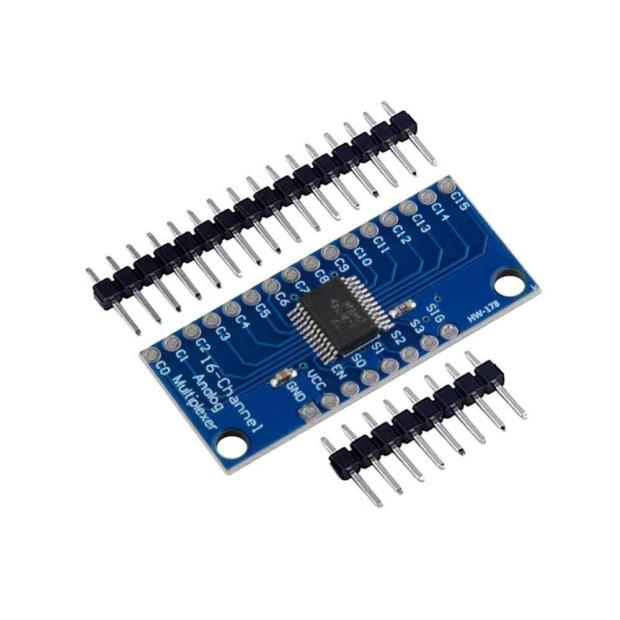 C0
C1
C2
C3
C4
C5
C6
C7
C8
C9
C10
C11
C12
C13
C14
C15
16-Channel
Analog
Multiplexer
GND
VCC
EN
S0
S1
S2
S3
SIG
HW-178